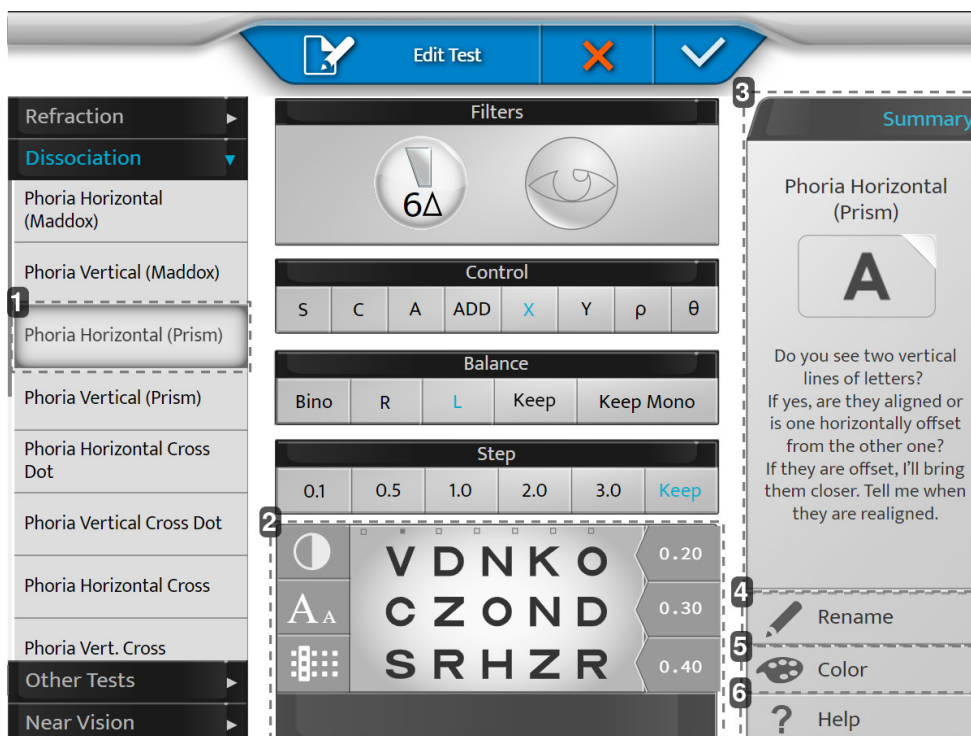 Edit Test
3
Summary
Refraction
Dissociation
Phoria Horizontal
(Maddox)
Phoria Vertical (Maddox)
1
Phoria Horizontal (Prism)
Phoria Vertical (Prism)
Phoria Horizontal Cross
Dot
Phoria Vertical Cross Dot
Phoria Horizontal Cross
Phoria Vert. Cross
Other Tests
Near Vision
Filters
6Δ
Control
S C A ADD X Y ρ θ
Balance
Bino R L Keep Keep Mono
Step
0.1 0.5 1.0 2.0 3.0 Keep
2
V D N K O 0.20
A A C Z O N D 0.30
S R H Z R 0.40
Phoria Horizontal
(Prism)
A
Do you see two vertical
lines of letters?
If yes, are they aligned or
is one horizontally offset
from the other one?
If they are offset, I'll bring
them closer. Tell me when
they are realigned.
4
Rename
5
Color
6
? Help